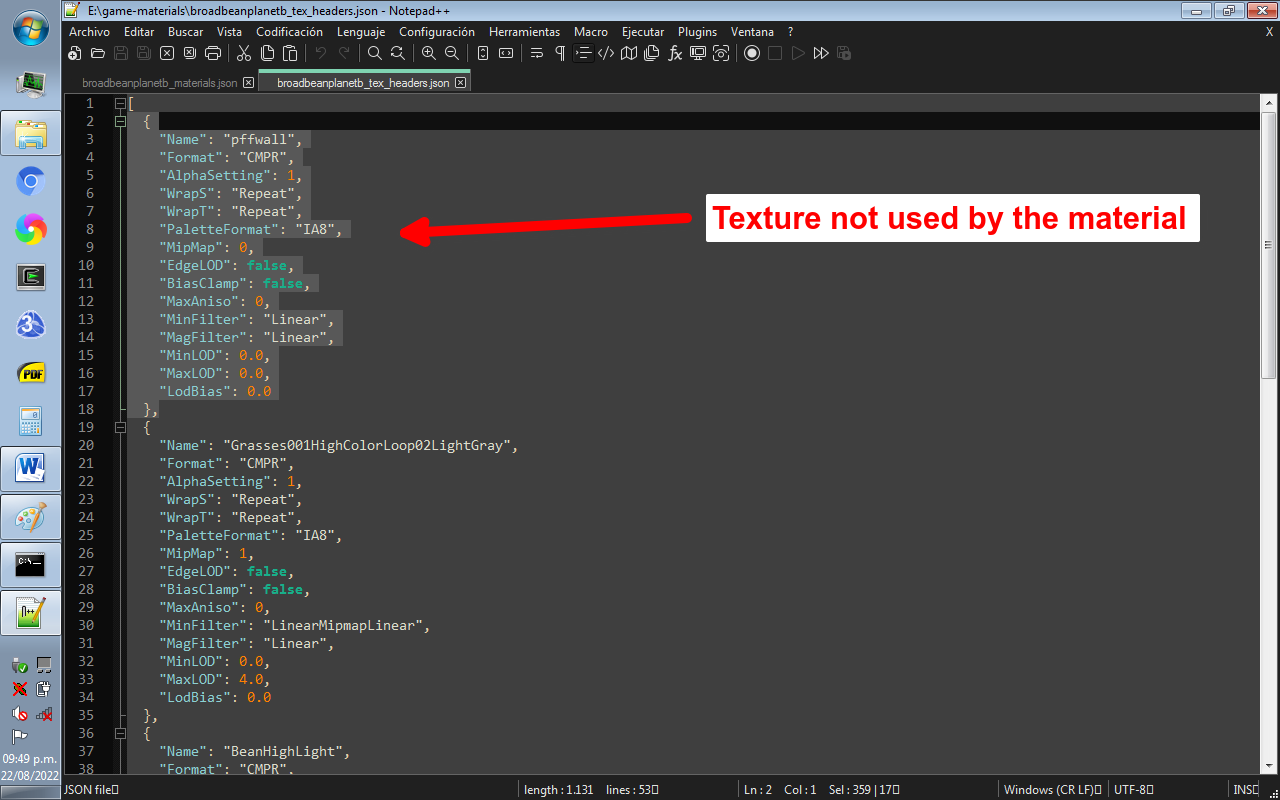 E:\game-materials\broadbeanplanetb_tex_headers.json - Notepad++
Archivo Editar Buscar Vista Codificación Lenguaje Configuración Herramientas Macro Ejecutar Plugins Ventana ? X
broadbeanplanetb_materials.json broadbeanplanetb_tex_headers.json
1 [
2 {
3 "Name": "pffwall",
4 "Format": "CMPR",
5 "AlphaSetting": 1,
6 "WrapS": "Repeat",
7 "WrapT": "Repeat",
8 "PaletteFormat": "IA8",
9 "MipMap": 0,
10 "EdgeLOD": false,
11 "BiasClamp": false,
12 "MaxAniso": 0,
13 "MinFilter": "Linear",
14 "MagFilter": "Linear",
15 "MinLOD": 0.0,
16 "MaxLOD": 0.0,
17 "LodBias": 0.0
18 },
19 {
20 "Name": "Grasses001HighColorLoop02LightGray",
21 "Format": "CMPR",
22 "AlphaSetting": 1,
23 "WrapS": "Repeat",
24 "WrapT": "Repeat",
25 "PaletteFormat": "IA8",
26 "MipMap": 1,
27 "EdgeLOD": false,
28 "BiasClamp": false,
29 "MaxAniso": 0,
30 "MinFilter": "LinearMipmapLinear",
31 "MagFilter": "Linear",
32 "MinLOD": 0.0,
33 "MaxLOD": 4.0,
34 "LodBias": 0.0
35 },
36 {
37 "Name": "BeanHighLight",
38 "Format": "CMPR".
Texture not used by the material
PDF
09:49 p.m.
22/08/2022
JSON file length : 1.131 lines : 53 Ln : 2 Col : 1 Sel : 359 | 17 Windows (CR LF) UTF-8 INS